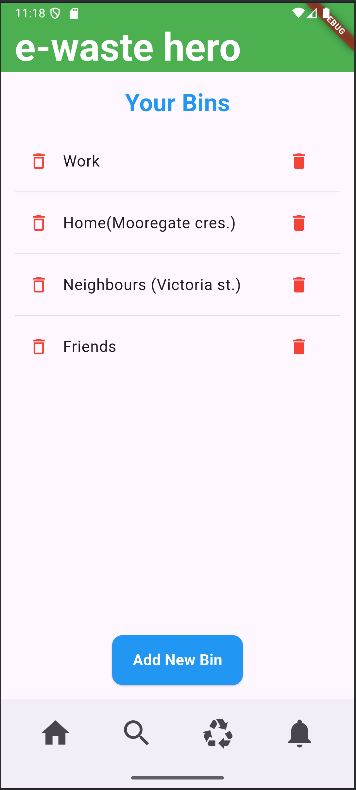 11:18
DEBUG
e-waste hero
Your Bins
Work
Home(Mooregate cres.)
Neighbours (Victoria st.)
Friends
Add New Bin